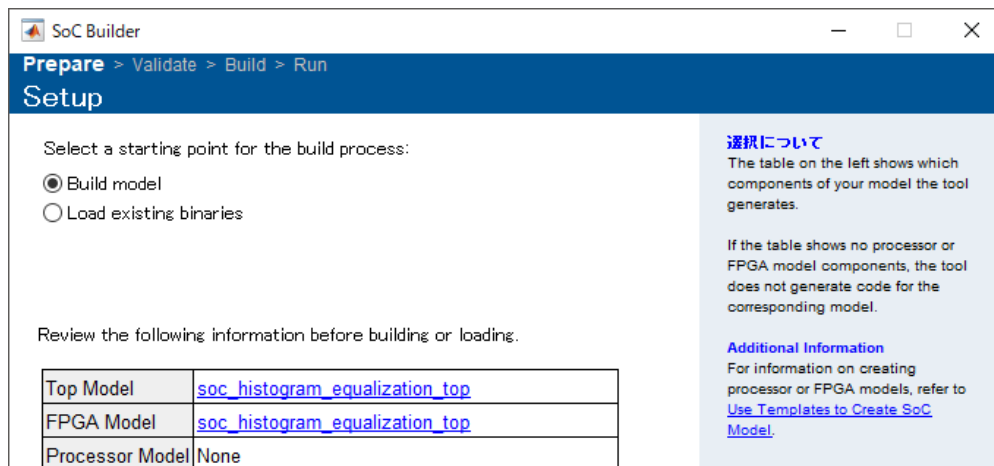 SoC Builder
Prepare > Validate > Build > Run
Setup
Select a starting point for the build process:
Build model
Load existing binaries
Review the following information before building or loading.
Top Model soc_histogram_equalization_top
FPGA Model soc_histogram_equalization_top
Processor Model None
選択について
The table on the left shows which
components of your model the tool
generates.
If the table shows no processor or
FPGA model components, the tool
does not generate code for the
corresponding model.
Additional Information
For information on creating
processor or FPGA models, refer to
Use Templates to Create SoC
Model.